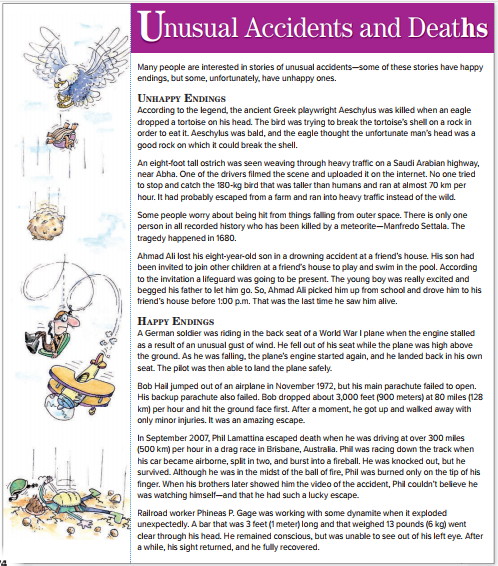 Unusual Accidents and Deaths
Many people are interested in stories of unusual accidents—some of these stories have happy
endings, but some, unfortunately, have unhappy ones.
UNHAPPY ENDINGS
According to the legend, the ancient Greek playwright Aeschylus was killed when an eagle
dropped a tortoise on his head. The bird was trying to break the tortoise's shell on a rock in
order to eat it. Aeschylus was bald, and the eagle thought the unfortunate man's head was a
good rock on which it could break the shell.
An eight-foot tall ostrich was seen weaving through heavy traffic on a Saudi Arabian highway,
near Abha. One of the drivers filmed the scene and uploaded it on the internet. No one tried
to stop and catch the 180-kg bird that was taller than humans and ran at almost 70 km per
hour. It had probably escaped from a farm and ran into heavy traffic instead of the wild.
Some people worry about being hit from things falling from outer space. There is only one
person in all recorded history who has been killed by a meteorite—Manfredo Settala. The
tragedy happened in 1680.
Ahmad Ali lost his eight-year-old son in a drowning accident at a friend's house. His son had
been invited to join other children at a friend's house to play and swim in the pool. According
to the invitation a lifeguard was going to be present. The young boy was really excited and
begged his father to let him go. So, Ahmad Ali picked him up from school and drove him to his
friend's house before 1:00 p.m. That was the last time he saw him alive.
HAPPY ENDINGS
A German soldier was riding in the back seat of a World War I plane when the engine stalled
as a result of an unusual gust of wind. He fell out of his seat while the plane was high above
the ground. As he was falling, the plane's engine started again, and he landed back in his own
seat. The pilot was then able to land the plane safely.
Bob Hail jumped out of an airplane in November 1972, but his main parachute failed to open.
His backup parachute also failed. Bob dropped about 3,000 feet (900 meters) at 80 miles (128
km) per hour and hit the ground face first. After a moment, he got up and walked away with
only minor injuries. It was an amazing escape.
In September 2007, Phil Lamattina escaped death when he was driving at over 300 miles
(500 km) per hour in a drag race in Brisbane, Australia. Phil was racing down the track when
his car became airborne, split in two, and burst into a fireball. He was knocked out, but he
survived. Although he was in the midst of the ball of fire, Phil was burned only on the tip of his
finger. When his brothers later showed him the video of the accident, Phil couldn't believe he
was watching himself—and that he had such a lucky escape.
Railroad worker Phineas P. Gage was working with some dynamite when it exploded
unexpectedly. A bar that was 3 feet (1 meter) long and that weighed 13 pounds (6 kg) went
clear through his head. He remained conscious, but was unable to see out of his left eye. After
a while, his sight returned, and he fully recovered.